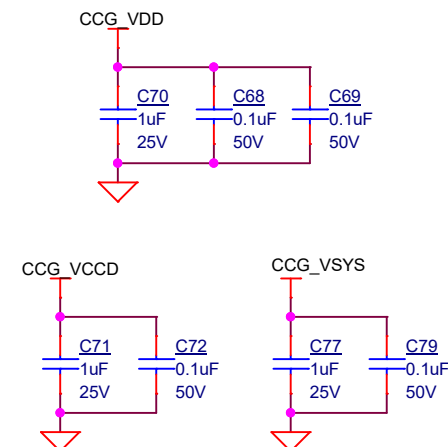 CCG_VDD
C70
1uF
25V
C68
0.1uF
50V
C69
0.1uF
50V
CCG_VCCD
C71
1uF
25V
C72
0.1uF
50V
CCG_VSYS
C77
1uF
25V
C79
0.1uF
50V